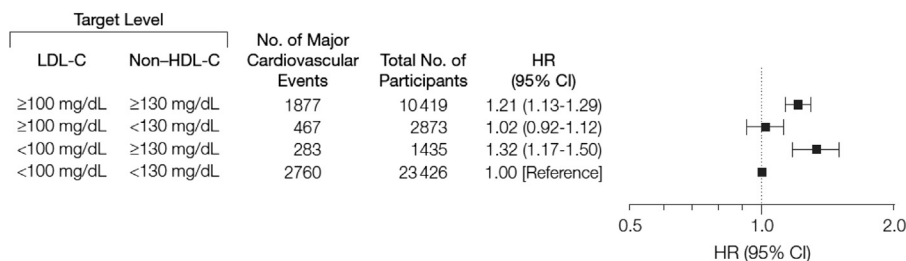 Target Level
LDL-C Non–HDL-C No. of Major Cardiovascular Events Total No. of Participants HR (95% CI)
≥100 mg/dL ≥130 mg/dL 1877 10 419 1.21 (1.13-1.29)
≥100 mg/dL <130 mg/dL 467 2873 1.02 (0.92-1.12)
<100 mg/dL ≥130 mg/dL 283 1435 1.32 (1.17-1.50)
<100 mg/dL <130 mg/dL 2760 23 426 1.00 [Reference]
0.5 1.0 2.0
HR (95% CI)